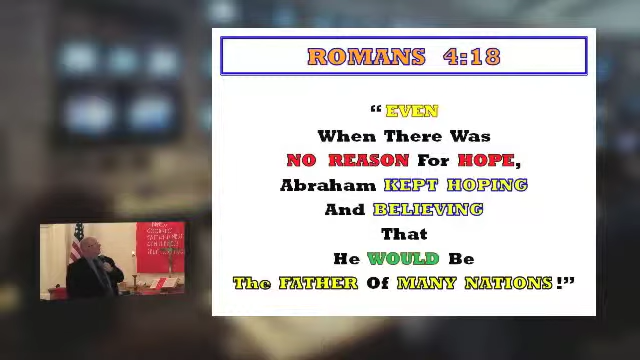 ROMANS 4:18
“EVEN
When There Was
NO REASON For HOPE,
Abraham KEPT HOPING
And BELIEVING
That
He WOULD Be
The FATHER Of MANY NATIONS!”